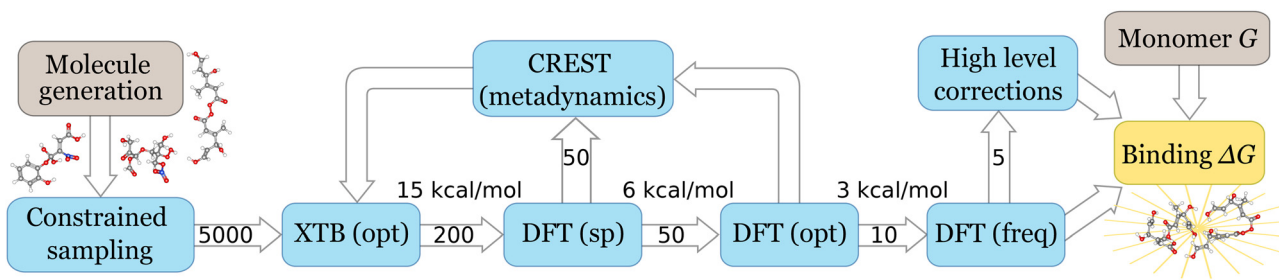 Molecule
generation
Constrained
sampling
5000
XTB (opt)
15 kcal/mol
200
CREST
(metadynamics)
50
DFT (sp)
6 kcal/mol
50
DFT (opt)
3 kcal/mol
10
DFT (freq)
5
High level
corrections
Monomer G
Binding ΔG